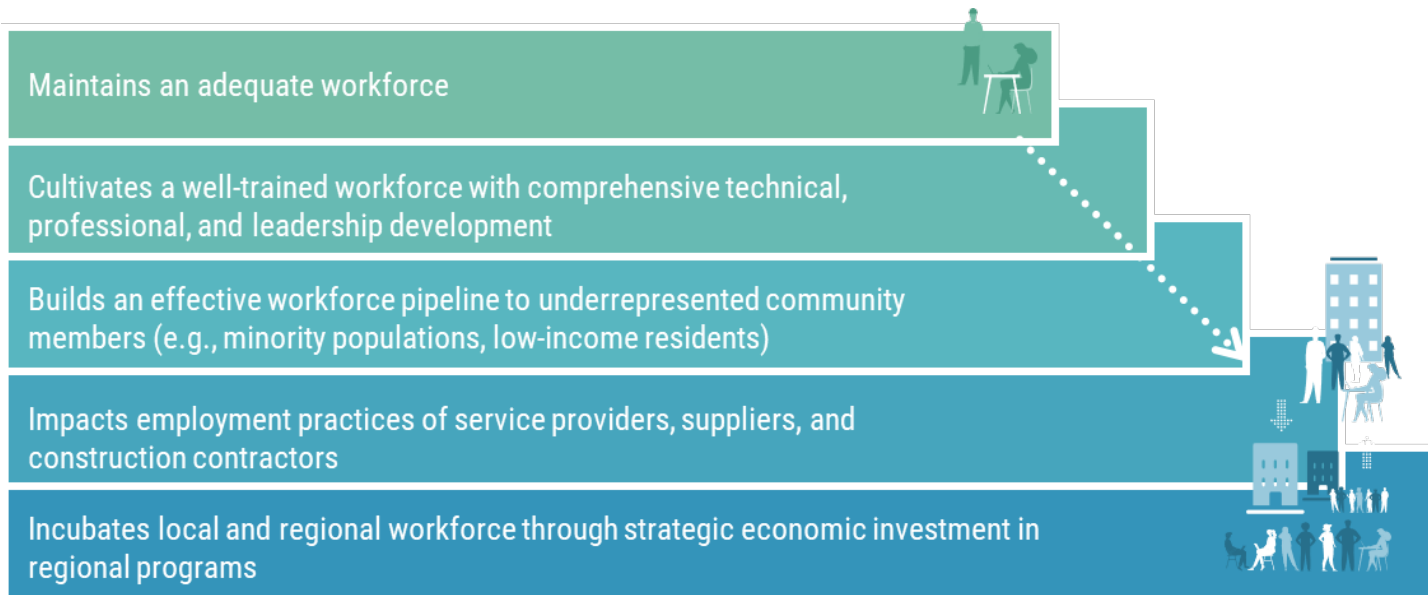 Maintains an adequate workforce
Cultivates a well-trained workforce with comprehensive technical,
professional, and leadership development
Builds an effective workforce pipeline to underrepresented community
members (e.g., minority populations, low-income residents)
Impacts employment practices of service providers, suppliers, and
construction contractors
Incubates local and regional workforce through strategic economic investment in
regional programs